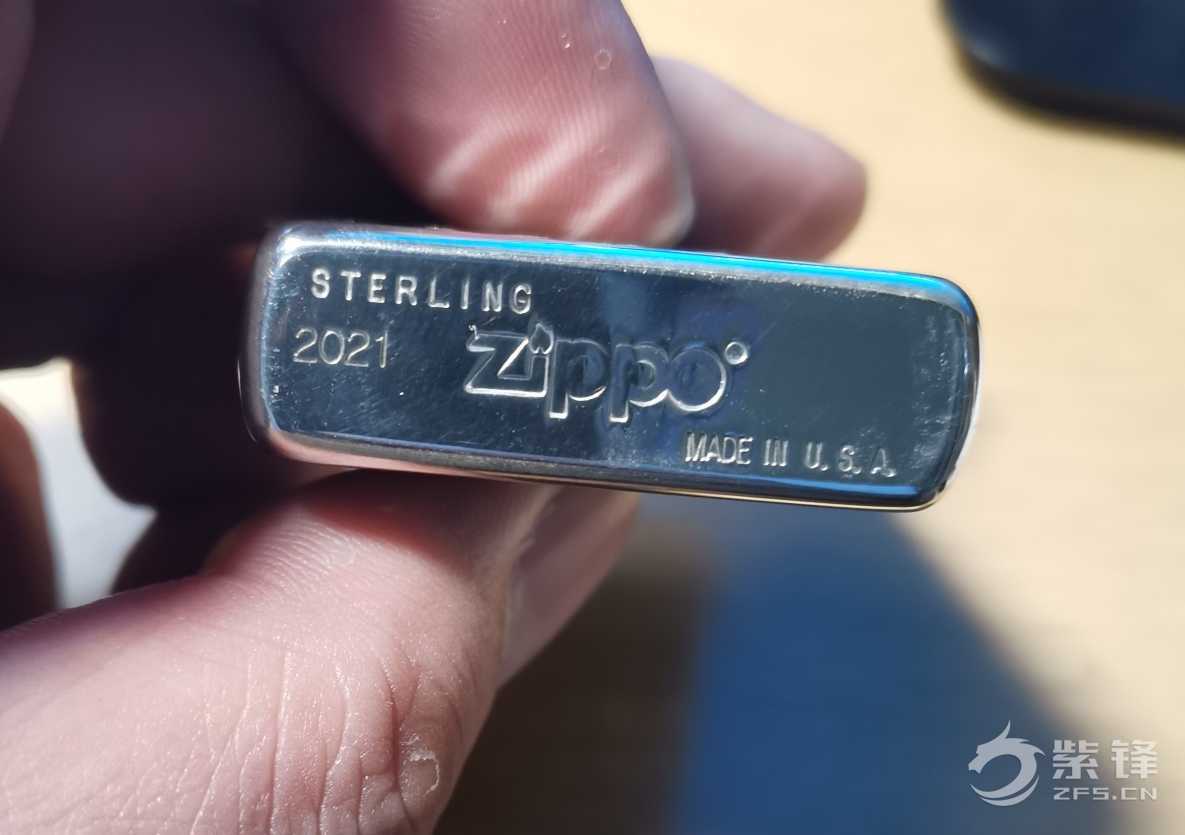 STERLING
2021
Zippo
MADE IN U.S.A.
紫锋
ZFS.CN